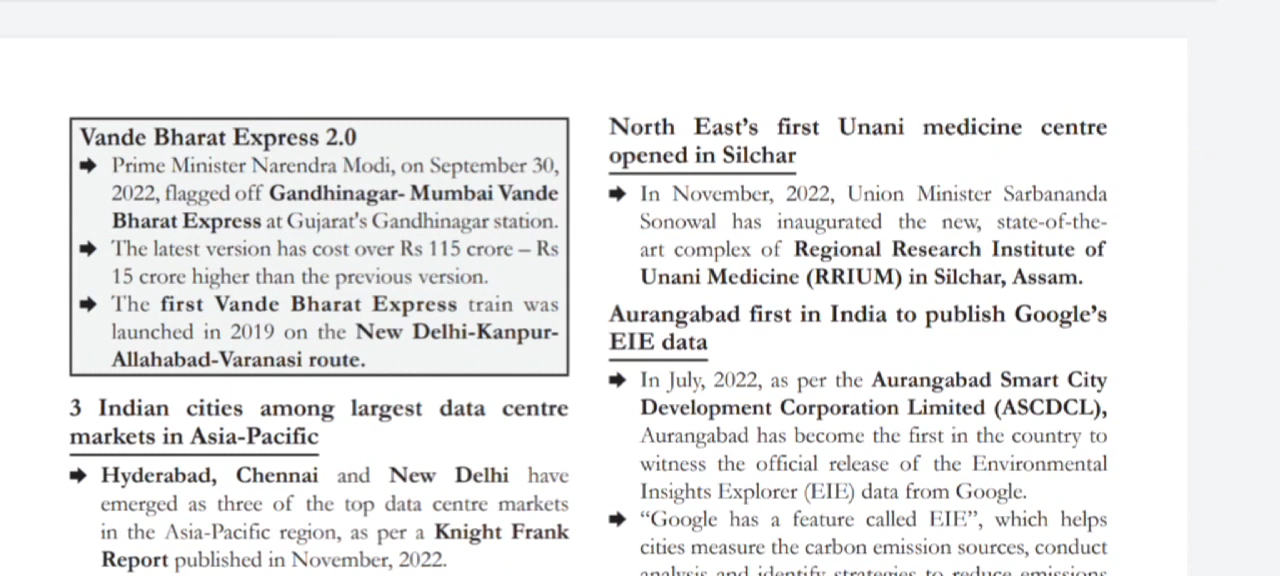 Vande Bharat Express 2.0
➡ Prime Minister Narendra Modi, on September 30,
2022, flagged off Gandhinagar- Mumbai Vande
Bharat Express at Gujarat's Gandhinagar station.
➡ The latest version has cost over Rs 115 crore – Rs
15 crore higher than the previous version.
➡ The first Vande Bharat Express train was
launched in 2019 on the New Delhi-Kanpur-
Allahabad-Varanasi route.
3 Indian cities among largest data centre
markets in Asia-Pacific
➡ Hyderabad, Chennai and New Delhi have
emerged as three of the top data centre markets
in the Asia-Pacific region, as per a Knight Frank
Report published in November, 2022.
North East’s first Unani medicine centre
opened in Silchar
➡ In November, 2022, Union Minister Sarbananda
Sonowal has inaugurated the new, state-of-the-
art complex of Regional Research Institute of
Unani Medicine (RRIUM) in Silchar, Assam.
Aurangabad first in India to publish Google’s
EIE data
➡ In July, 2022, as per the Aurangabad Smart City
Development Corporation Limited (ASCDCL),
Aurangabad has become the first in the country to
witness the official release of the Environmental
Insights Explorer (EIE) data from Google.
➡ “Google has a feature called EIE”, which helps
cities measure the carbon emission sources, conduct
analysis and identify strategies to reduce emissions